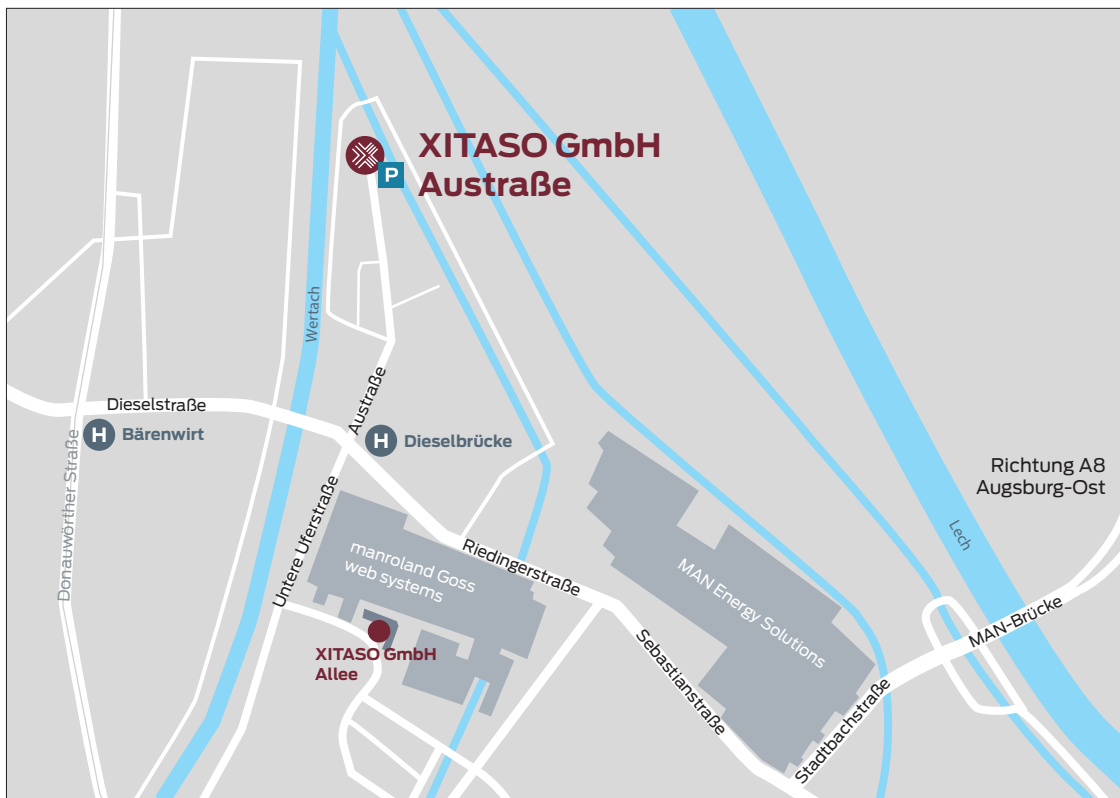 XITASO GmbH
Austraße
P
Wertach
Dieselstraße
Austraße
H
Bärenwirt
H
Dieselbrücke
Donauwörther Straße
Richtung A8
Augsburg-Ost
Lech
Untere Uferstraße
manroland Goss
web systems
Riedingerstraße
MAN Energy Solutions
MAN-Brücke
XITASO GmbH
Allee
Sebastianstraße
Stadtbachstraße